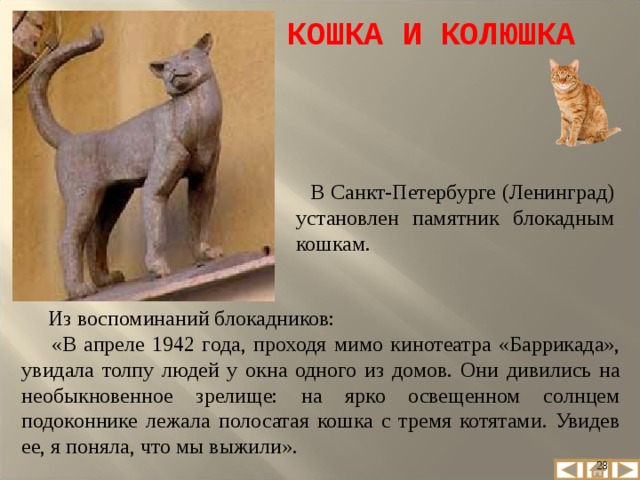 КОШКА И КОЛЮШКА
В Санкт-Петербурге (Ленинград)
установлен памятник блокадным
кошкам.
Из воспоминаний блокадников:
«В апреле 1942 года, проходя мимо кинотеатра «Баррикада»,
увидала толпу людей у окна одного из домов. Они дивились на
необыкновенное зрелище: на ярко освещенном солнцем
подоконнике лежала полосатая кошка с тремя котятами. Увидев
ее, я поняла, что мы выжили».
28